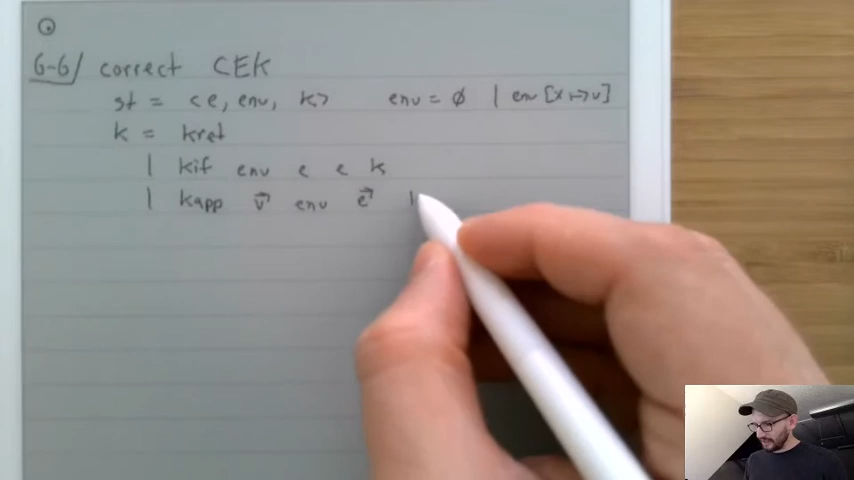 6-6/ correct CEK
st = <e, env, k> env = ∅ | env [x ↦ v]
k = kret
| kif env e e k
| kapp v⃗ env e⃗